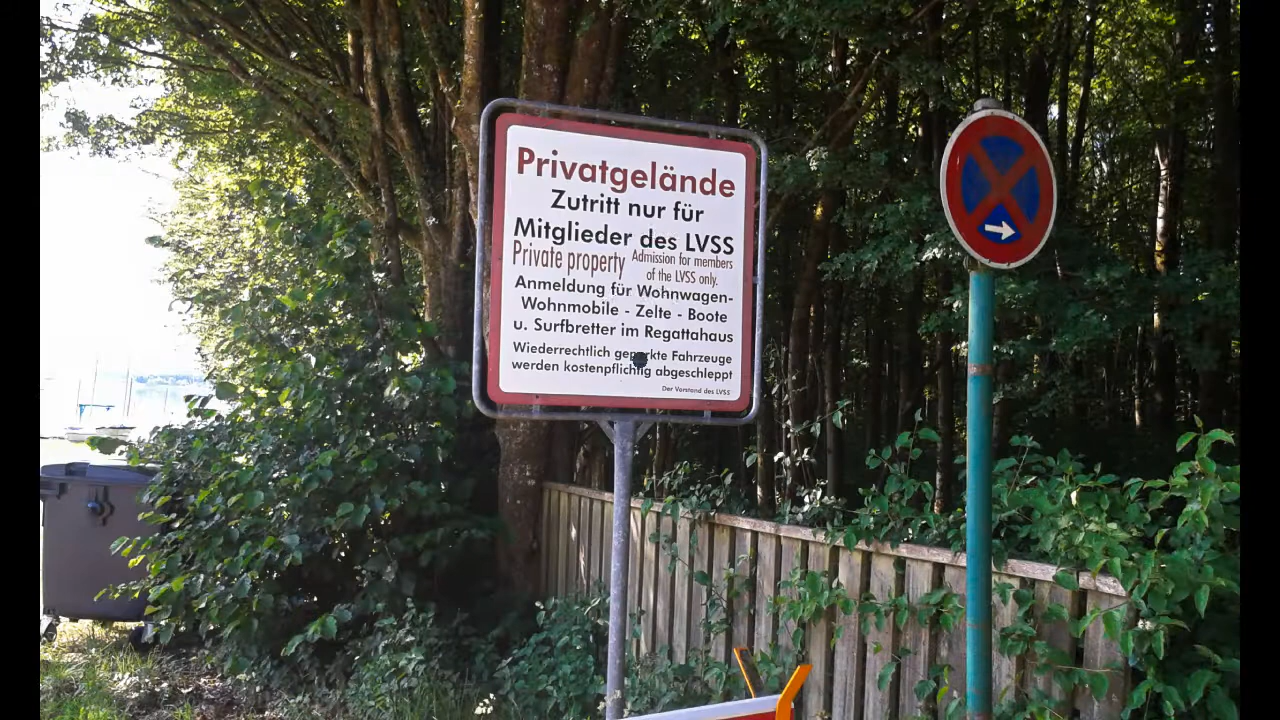 Privatgelände
Zutritt nur für
Mitglieder des LVSS
Private property Admission for members
of the LVSS only.
Anmeldung für Wohnwagen-
Wohnmobile - Zelte - Boote
u. Surfbretter im Regattahaus
Wiederrechtlich geparkte Fahrzeuge
werden kostenpflichtig abgeschleppt
Der Vorstand des LVSS